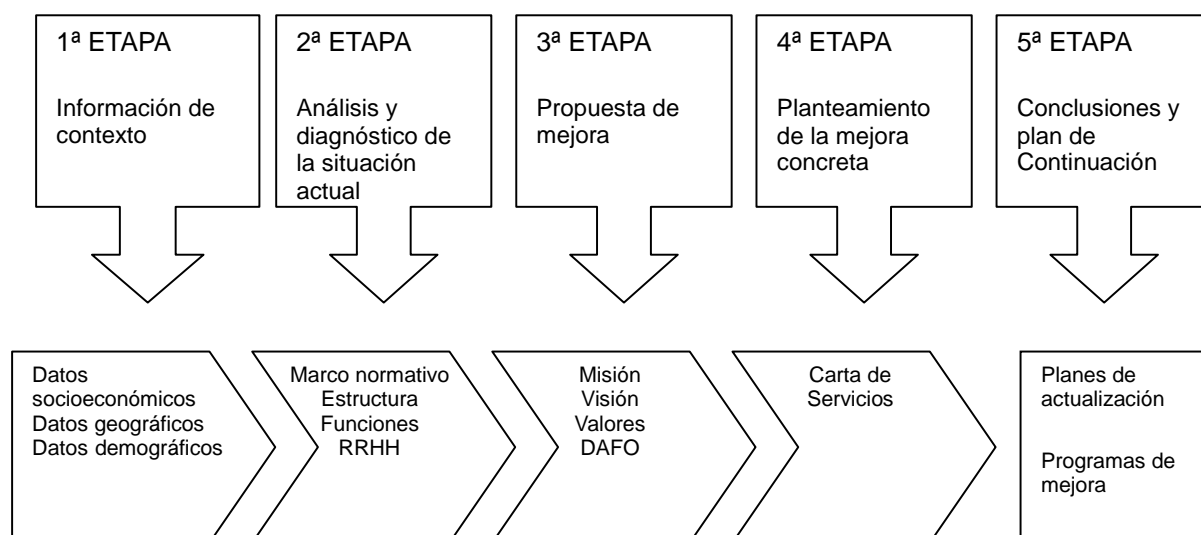 1ª ETAPA
Información de
contexto
2ª ETAPA
Análisis y
diagnóstico de
la situación
actual
3ª ETAPA
Propuesta de
mejora
4ª ETAPA
Planteamiento
de la mejora
concreta
5ª ETAPA
Conclusiones y
plan de
Continuación
Datos
socioeconómicos
Datos geográficos
Datos demográficos
Marco normativo
Estructura
Funciones
RRHH
Misión
Visión
Valores
DAFO
Carta de
Servicios
Planes de
actualización
Programas de
mejora